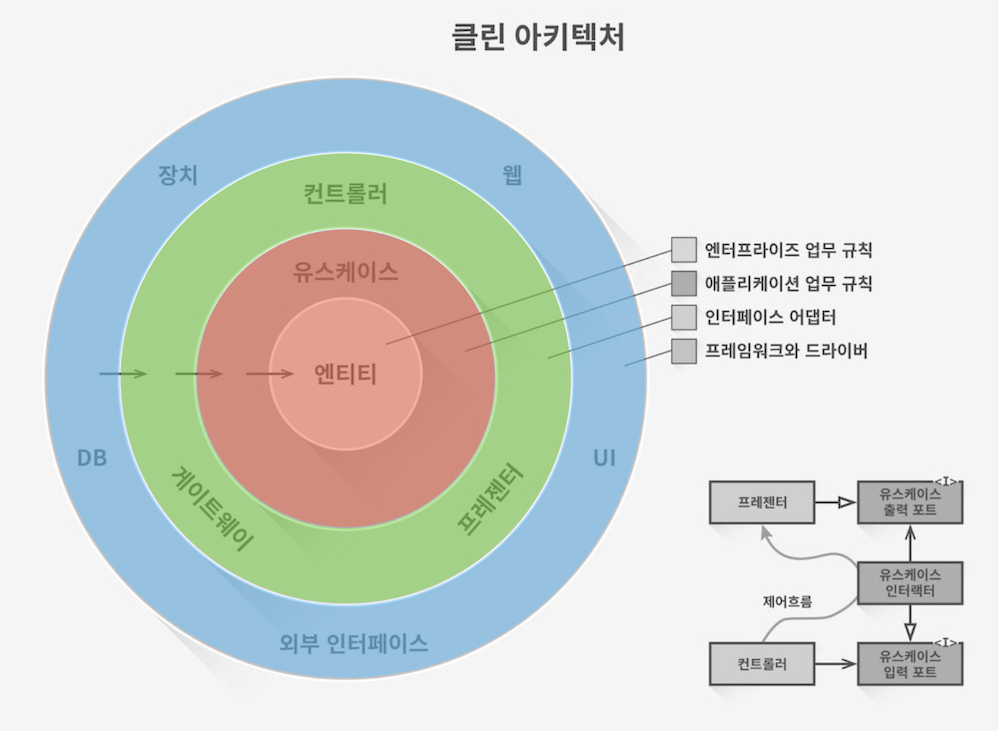 클린 아키텍처
장치
웹
컨트롤러
유스케이스
엔티티
DB
UI
게이트웨이
프레젠터
외부 인터페이스
엔터프라이즈 업무 규칙
애플리케이션 업무 규칙
인터페이스 어댑터
프레임워크와 드라이버
프레젠터
<I>
유스케이스
출력 포트
유스케이스
인터랙터
제어흐름
컨트롤러
<I>
유스케이스
입력 포트